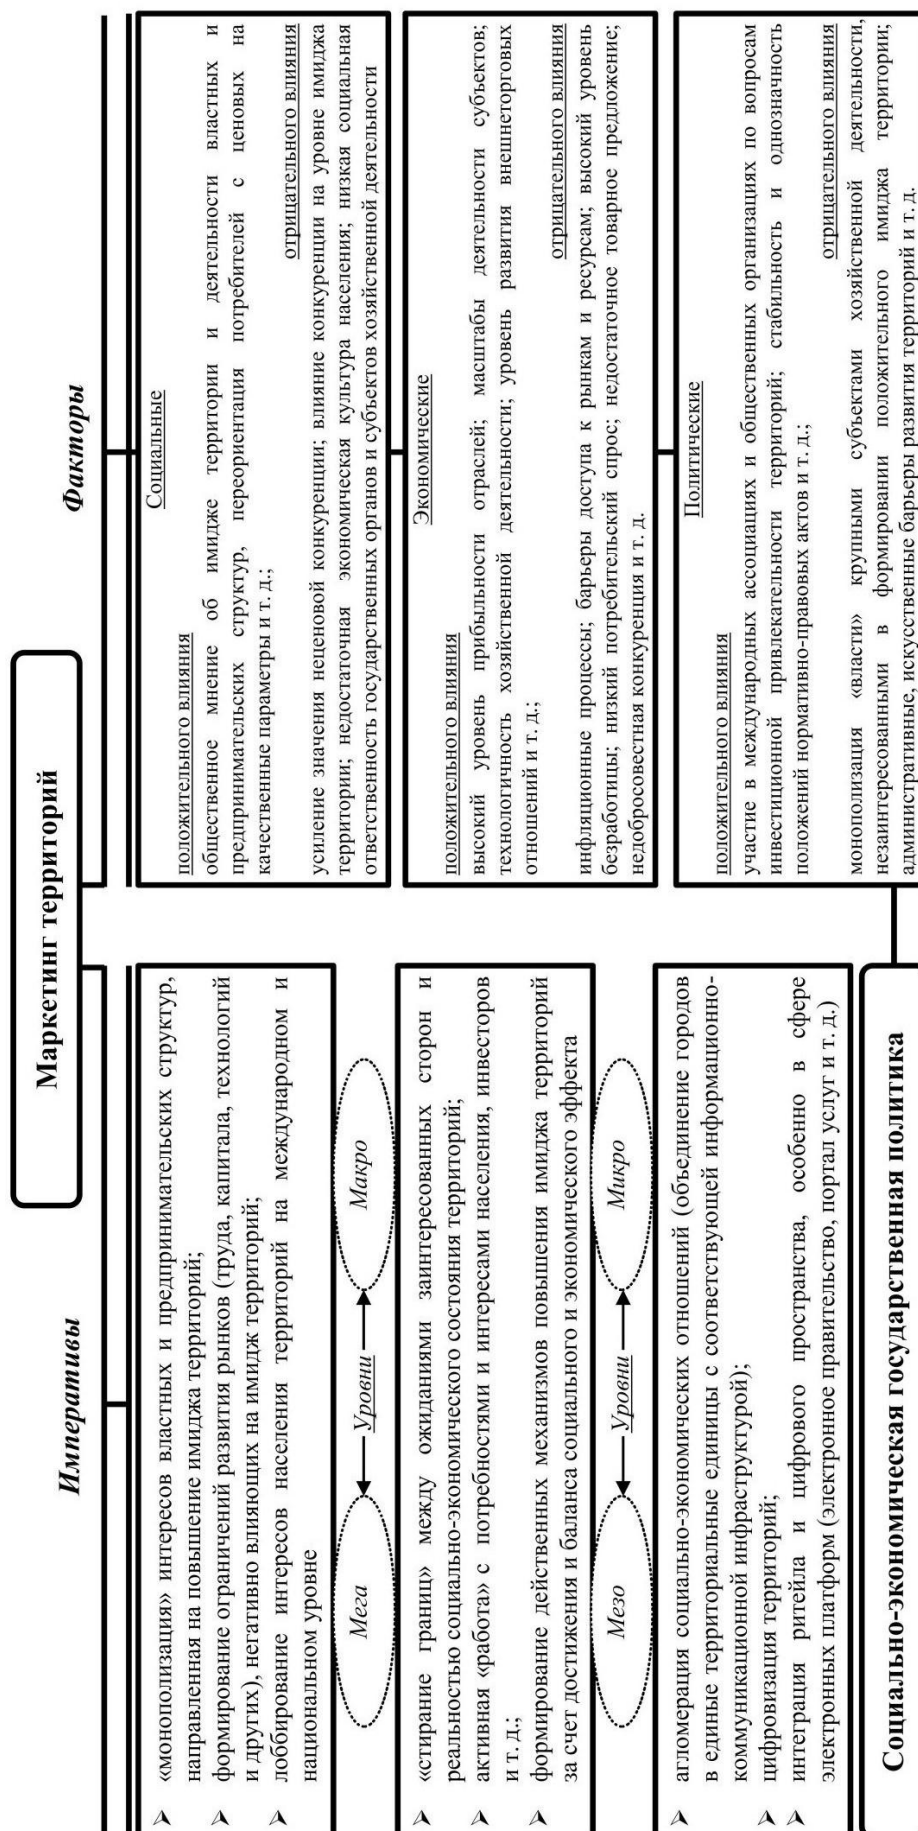 Маркетинг территорий
Императивы
«монополизация» интересов властных и предпринимательских структур,
направленная на повышение имиджа территорий;
формирование ограничений развития рынков (труда, капитала, технологий
и других), негативно влияющих на имидж территорий;
лоббирование интересов населения территорий на международном и
национальном уровне
Мега
Уровни
Макро
«стирание границ» между ожиданиями заинтересованных сторон и
реальностью социально-экономического состояния территорий;
активная «работа» с потребностями и интересами населения, инвесторов
и т. д.;
формирование действенных механизмов повышения имиджа территорий
за счет достижения и баланса социального и экономического эффекта
Мезо
Уровни
Микро
агломерация социально-экономических отношений (объединение городов
в единые территориальные единицы с соответствующей информационно-
коммуникационной инфраструктурой);
цифровизация территорий;
интеграция ритейла и цифрового пространства, особенно в сфере
электронных платформ (электронное правительство, портал услуг и т. д.)
Факторы
Социальные
положительного влияния
общественное мнение об имидже территории и деятельности властных и
предпринимательских структур, переориентация потребителей с ценовых на
качественные параметры и т. д.;
отрицательного влияния
усиление значения неценовой конкуренции; влияние конкуренции на уровне имиджа
территории; недостаточная экономическая культура населения; низкая социальная
ответственность государственных органов и субъектов хозяйственной деятельности
Экономические
положительного влияния
высокий уровень прибыльности отраслей; масштабы деятельности субъектов;
технологичность хозяйственной деятельности; уровень развития внешнеторговых
отношений и т. д.;
отрицательного влияния
инфляционные процессы; барьеры доступа к рынкам и ресурсам; высокий уровень
безработицы; низкий потребительский спрос; недостаточное товарное предложение;
недобросовестная конкуренция и т. д.
Политические
положительного влияния
участие в международных ассоциациях и общественных организациях по вопросам
инвестиционной привлекательности территорий; стабильность и однозначность
положений нормативно-правовых актов и т. д.;
отрицательного влияния
монополизация «власти» крупными субъектами хозяйственной деятельности,
незаинтересованными в формировании положительного имиджа территории;
административные, искусственные барьеры развития территорий и т. д.
Социально-экономическая государственная политика